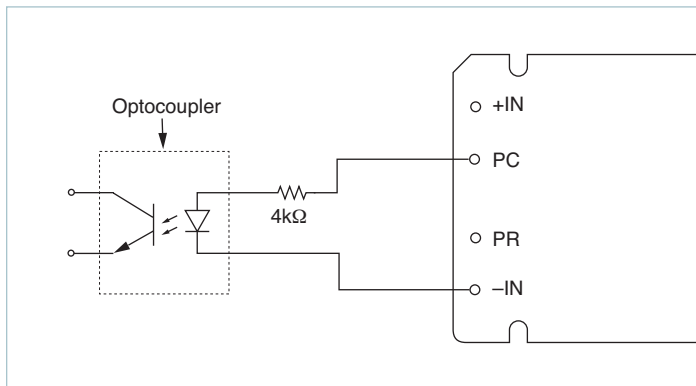 Optocoupler
4kΩ
+IN
PC
PR
–IN